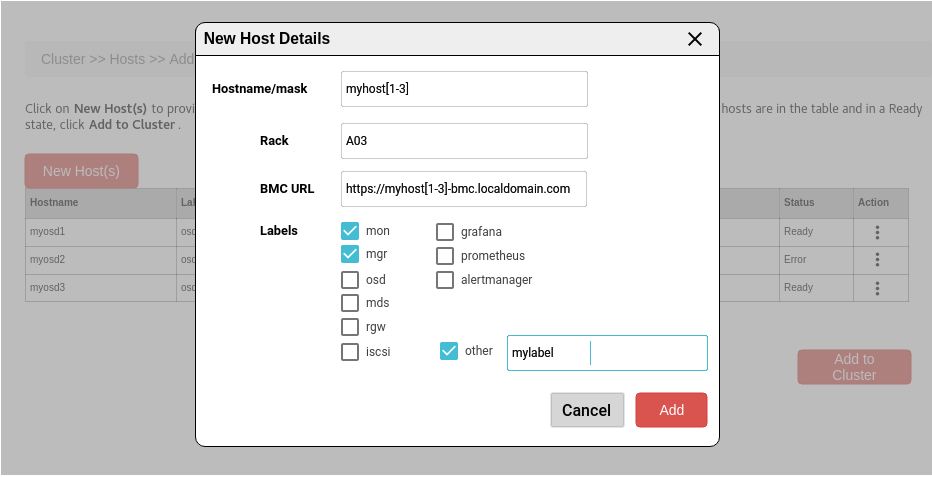 New Host Details
Cluster >> Hosts >> Add
Hostname/mask myhost[1-3]
Click on New Host(s) to provi hosts are in the table and in a Ready
state, click Add to Cluster .
Rack A03
New Host(s)
BMC URL https://myhost[1-3]-bmc.localdomain.com
Hostname Lal Status Action
Labels mon grafana
myosd1 osd Ready
mgr prometheus
myosd2 osd Error
osd alertmanager
myosd3 osd Ready
mds
rgw
iscsi other mylabel
Add to
Cluster
Cancel Add